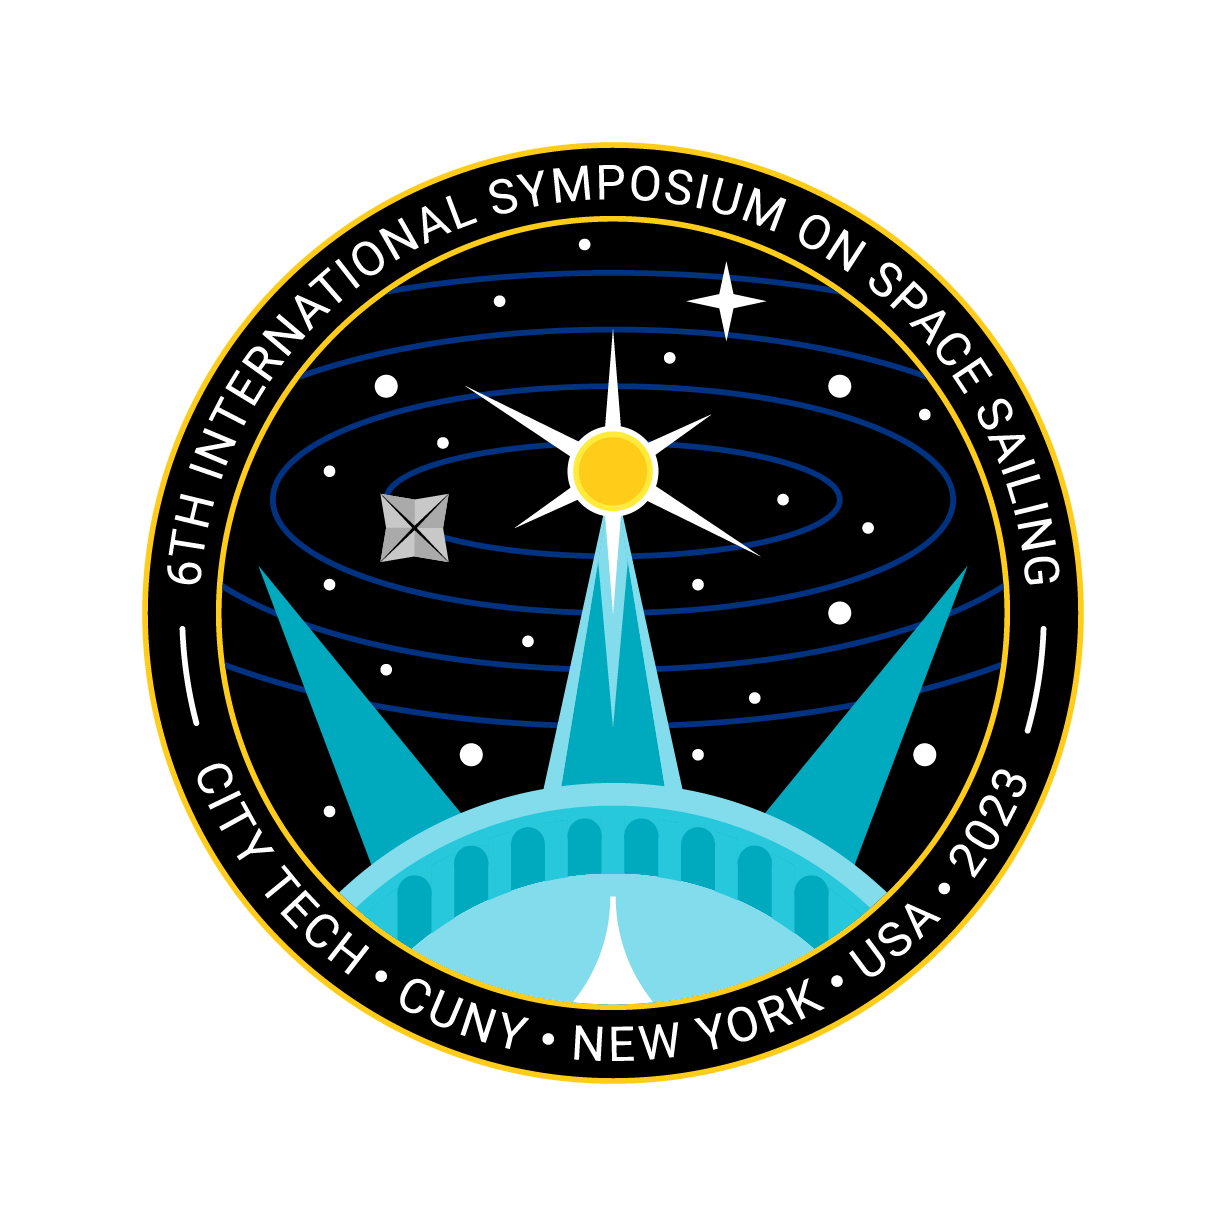 6TH INTERNATIONAL SYMPOSIUM ON SPACE SAILING
CITY TECH • CUNY • NEW YORK • USA • 2023